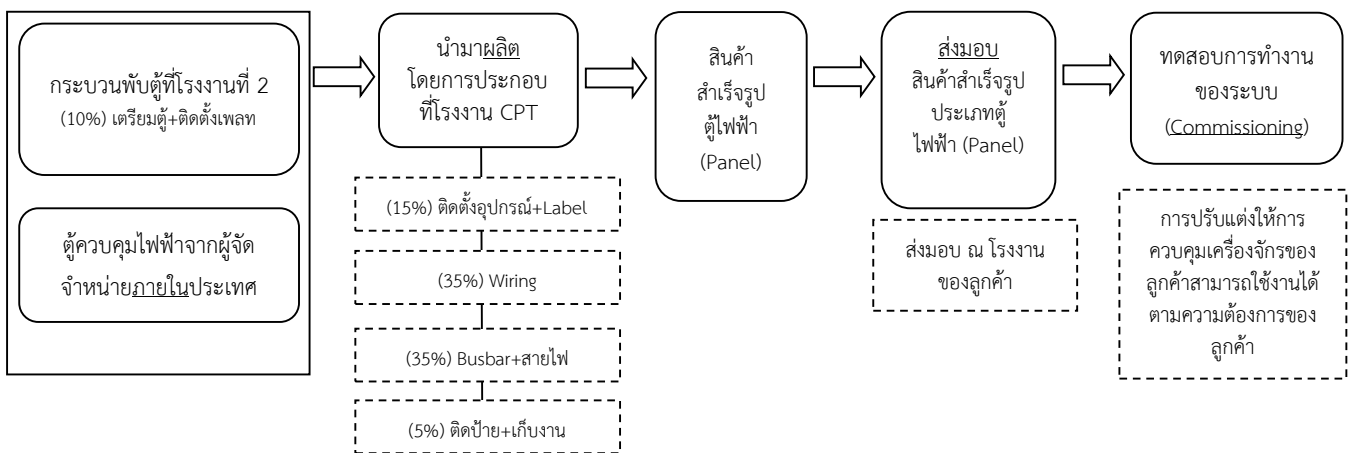 กระบวนพับตู้ที่โรงงานที่ 2
(10%) เตรียมตู้+ติดตั้งเพลท
ตู้ควบคุมไฟฟ้าจากผู้จัด
จำหน่ายภายในประเทศ
นำมาผลิต
โดยการประกอบ
ที่โรงงาน CPT
(15%) ติดตั้งอุปกรณ์+Label
(35%) Wiring
(35%) Busbar+สายไฟ
(5%) ติดป้าย+เก็บงาน
สินค้า
สำเร็จรูป
ตู้ไฟฟ้า
(Panel)
ส่งมอบ
สินค้าสำเร็จรูป
ประเภทตู้
ไฟฟ้า (Panel)
ส่งมอบ ณ โรงงาน
ของลูกค้า
ทดสอบการทำงาน
ของระบบ
(Commissioning)
การปรับแต่งให้การ
ควบคุมเครื่องจักรของ
ลูกค้าสามารถใช้งานได้
ตามความต้องการของ
ลูกค้า